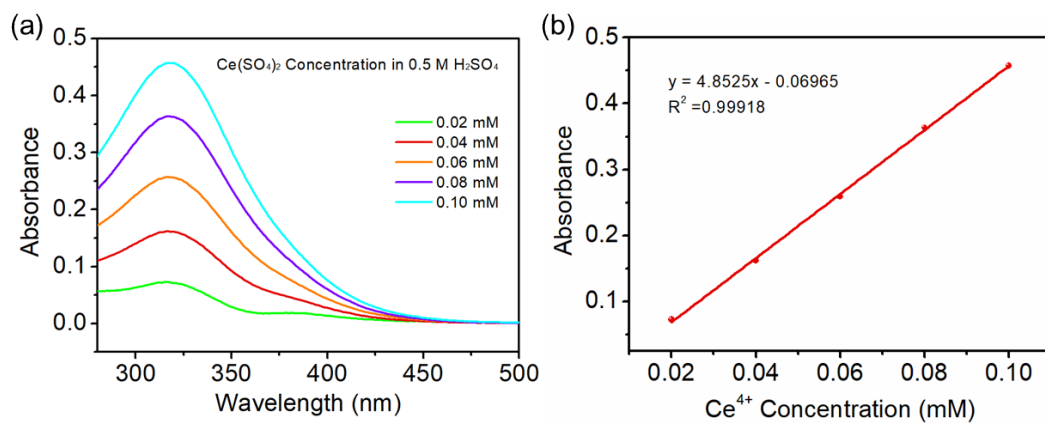 (a)
Absorbance
0.5
0.4
0.3
0.2
0.1
0.0
Ce(SO₄)₂ Concentration in 0.5 M H₂SO₄
0.02 mM
0.04 mM
0.06 mM
0.08 mM
0.10 mM
300 350 400 450 500
Wavelength (nm)
(b)
Absorbance
0.5
0.4
0.3
0.2
0.1
y = 4.8525x - 0.06965
R² =0.99918
0.02 0.04 0.06 0.08 0.10
Ce⁴⁺ Concentration (mM)